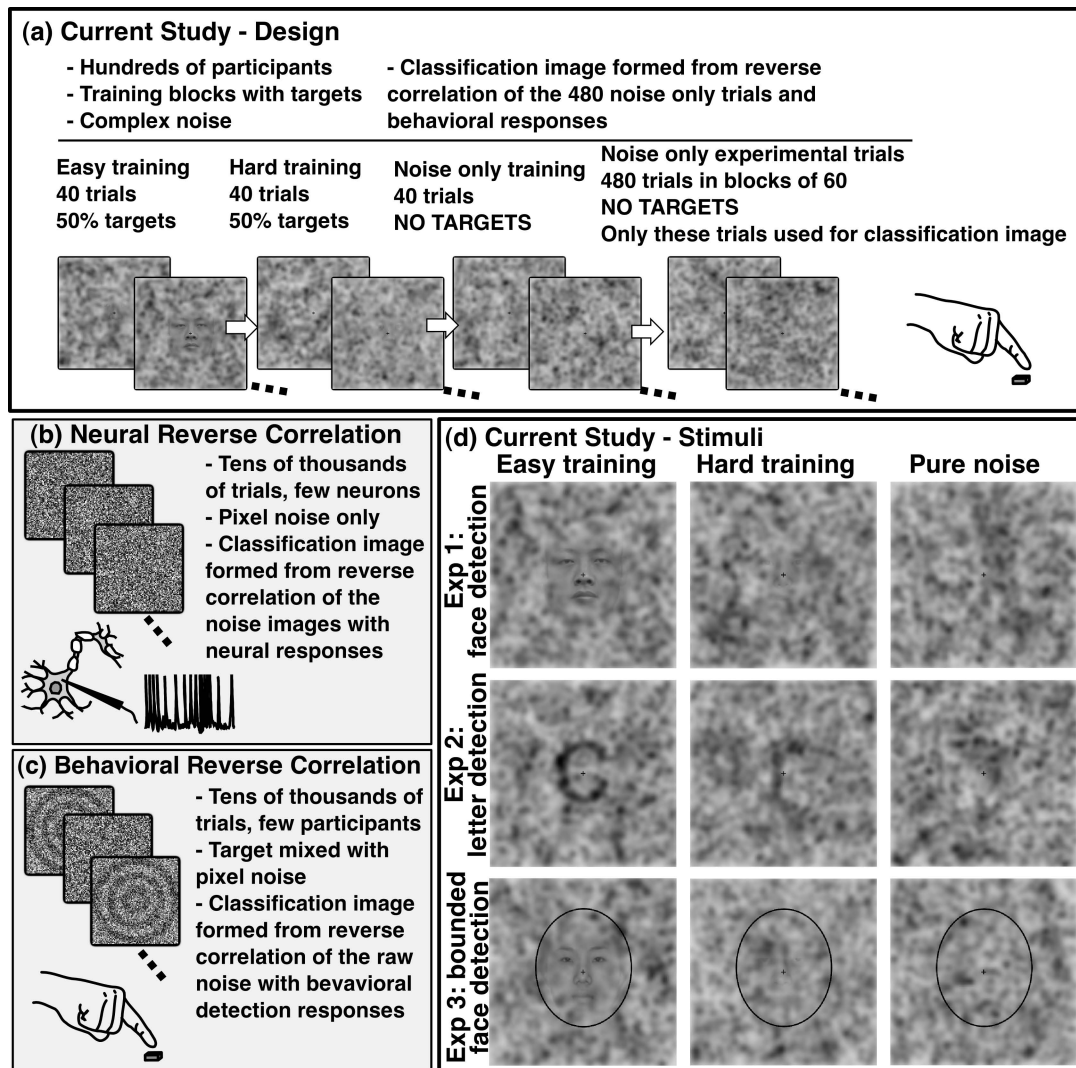 (a) Current Study - Design
- Hundreds of participants
- Training blocks with targets
- Complex noise
- Classification image formed from reverse
correlation of the 480 noise only trials and
behavioral responses
Easy training
40 trials
50% targets
Hard training
40 trials
50% targets
Noise only training
40 trials
NO TARGETS
Noise only experimental trials
480 trials in blocks of 60
NO TARGETS
Only these trials used for classification image
(b) Neural Reverse Correlation
- Tens of thousands
of trials, few neurons
- Pixel noise only
- Classification image
formed from reverse
correlation of the
noise images with
neural responses
(c) Behavioral Reverse Correlation
- Tens of thousands of
trials, few participants
- Target mixed with
pixel noise
- Classification image
formed from reverse
correlation of the raw
noise with bevavioral
detection responses
(d) Current Study - Stimuli
Easy training
Hard training
Pure noise
Exp 1:
face detection
Exp 2:
letter detection
Exp 3: bounded
face detection